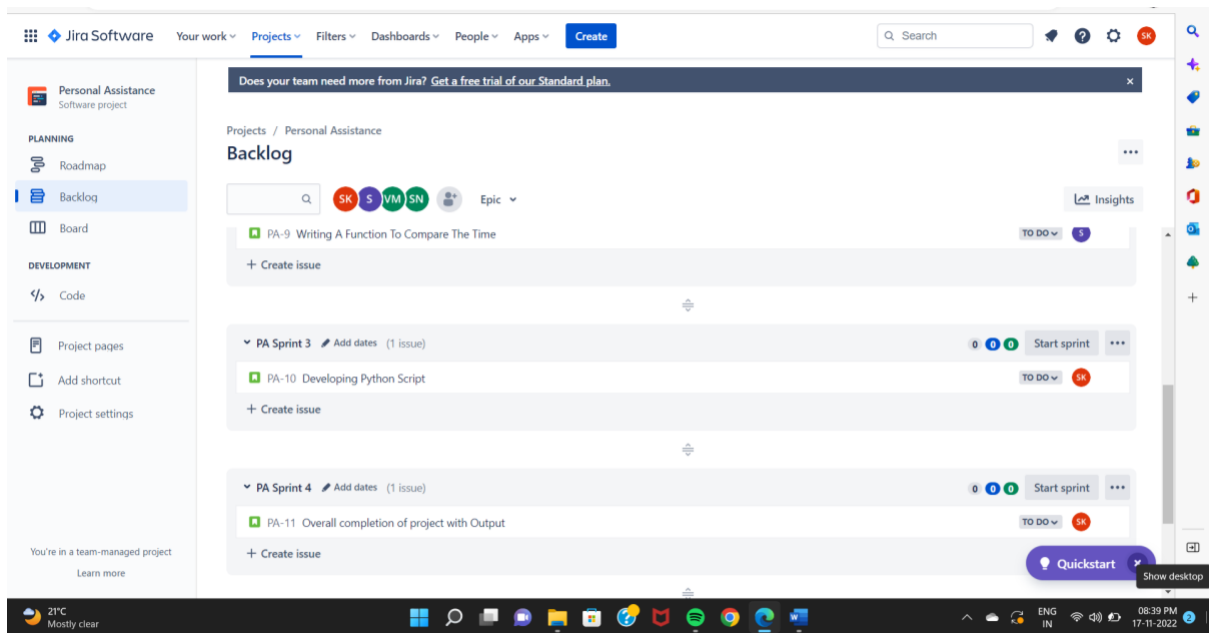 Jira Software Your work Projects Filters Dashboards People Apps Create Search SK
Does your team need more from Jira? Get a free trial of our Standard plan. ×
Personal Assistance
Software project
PLANNING
Roadmap
Backlog
Board
DEVELOPMENT
Code
Project pages
Add shortcut
Project settings
You're in a team-managed project
Learn more
Projects / Personal Assistance
Backlog
SK S VM SN Epic Insights
PA-9 Writing A Function To Compare The Time TO DO S
+ Create issue
PA Sprint 3 Add dates (1 issue) 0 0 0 Start sprint
PA-10 Developing Python Script TO DO SK
+ Create issue
PA Sprint 4 Add dates (1 issue) 0 0 0 Start sprint
PA-11 Overall completion of project with Output TO DO SK
+ Create issue
Quickstart ×
Show desktop
21°C
Mostly clear
ENG
IN
08:39 PM
17-11-2022
2